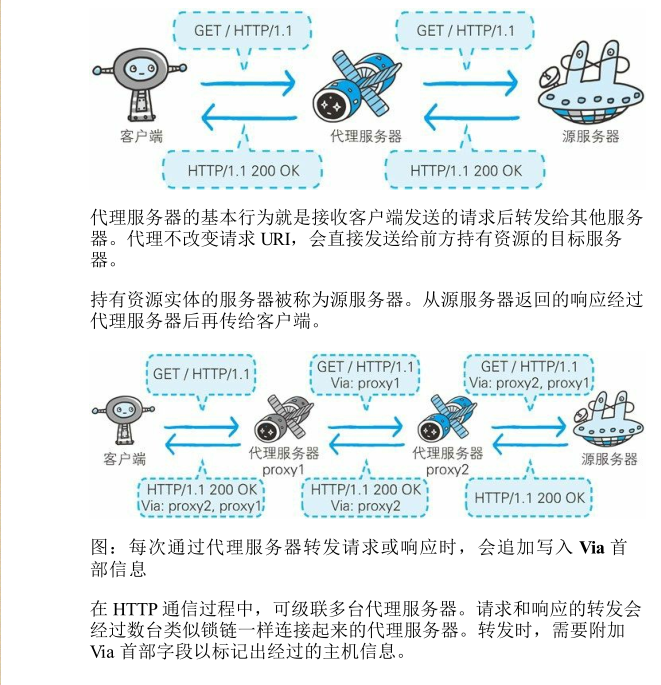 GET / HTTP/1.1
GET / HTTP/1.1
客户端
代理服务器
源服务器
HTTP/1.1 200 OK
HTTP/1.1 200 OK
代理服务器的基本行为就是接收客户端发送的请求后转发给其他服务
器。代理不改变请求 URI，会直接发送给前方持有资源的目标服务
器。
持有资源实体的服务器被称为源服务器。从源服务器返回的响应经过
代理服务器后再传给客户端。
GET / HTTP/1.1
GET / HTTP/1.1
Via: proxy1
GET / HTTP/1.1
Via: proxy2, proxy1
客户端
代理服务器
proxy1
代理服务器
proxy2
源服务器
HTTP/1.1 200 OK
Via: proxy2, proxy1
HTTP/1.1 200 OK
Via: proxy2
HTTP/1.1 200 OK
图：每次通过代理服务器转发请求或响应时，会追加写入 Via 首
部信息
在 HTTP 通信过程中，可级联多台代理服务器。请求和响应的转发会
经过数台类似锁链一样连接起来的代理服务器。转发时，需要附加
Via 首部字段以标记出经过的主机信息。